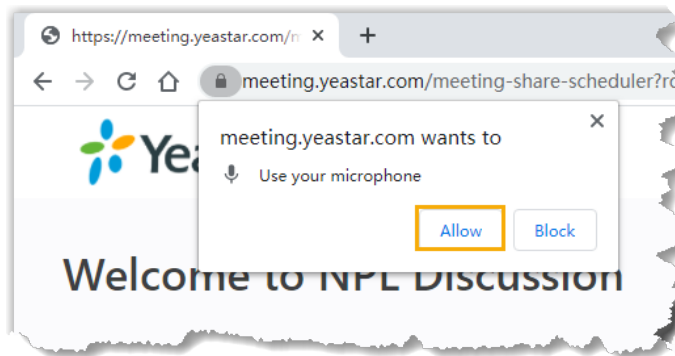 https://meeting.yeastar.com/m
meeting.yeastar.com/meeting-share-scheduler?r
Yea
meeting.yeastar.com wants to
Use your microphone
Allow
Block
Welcome to NPL Discussion